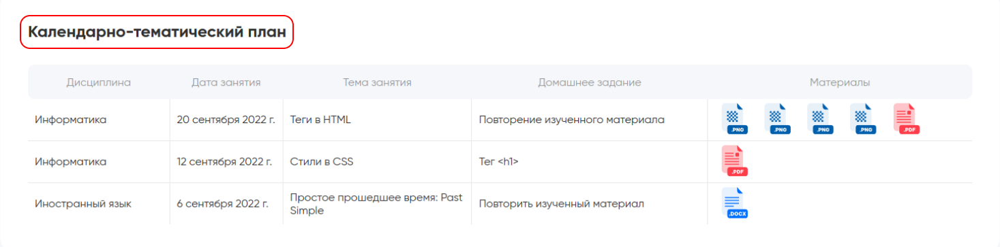 Календарно-тематический план
Дисциплина Дата занятия Тема занятия Домашнее задание Материалы
Информатика 20 сентября 2022 г. Теги в HTML Повторение изученного материала .PNG .PNG .PNG .PNG .PDF
Информатика 12 сентября 2022 г. Стили в CSS Тег <h1> .PDF
Иностранный язык 6 сентября 2022 г. Простое прошедшее время: Past
Simple Повторить изученный материал .DOCX